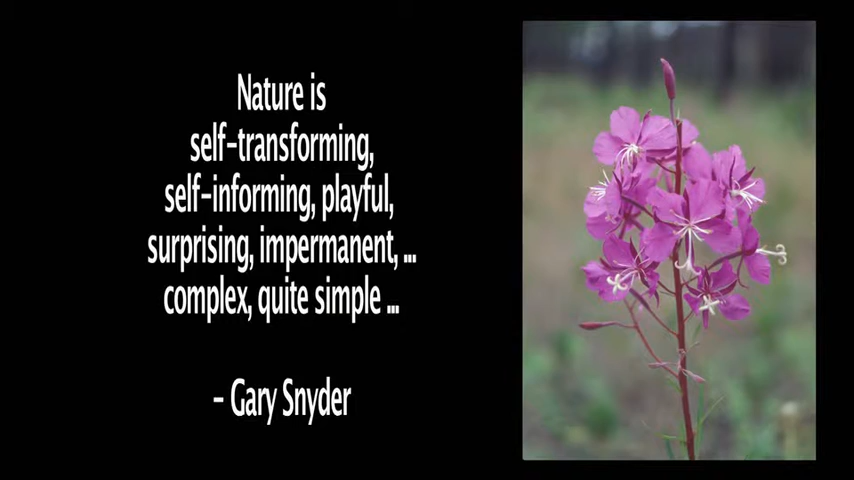 Nature is
self-transforming,
self-informing, playful,
surprising, impermanent, ...
complex, quite simple ...
- Gary Snyder